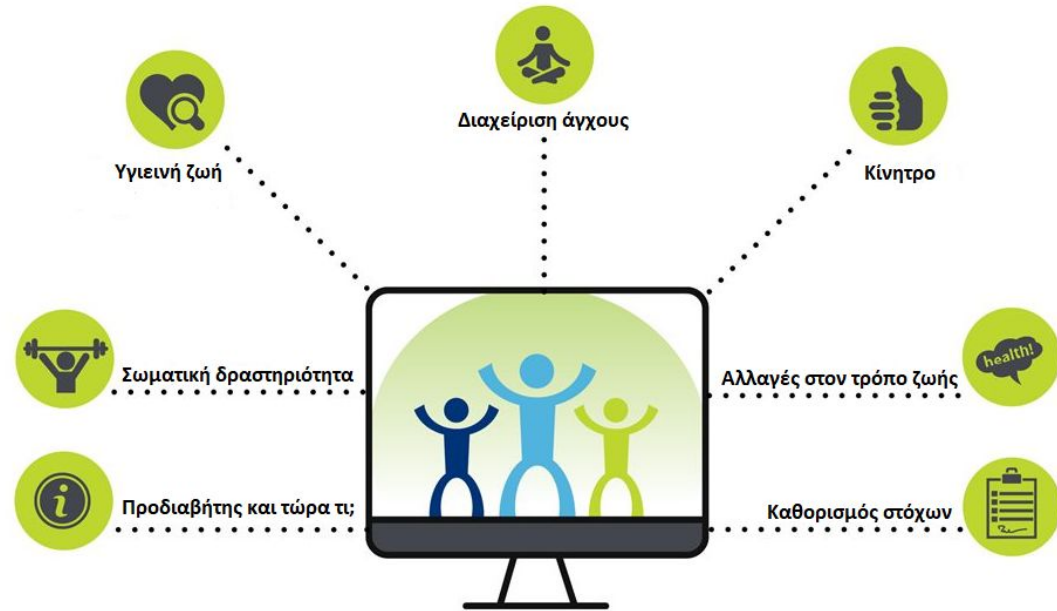 Διαχείριση άγχους
Υγιεινή ζωή
Κίνητρο
Σωματική δραστηριότητα
Αλλαγές στον τρόπο ζωής
health!
Προδιαβήτης και τώρα τι;
Καθορισμός στόχων
i